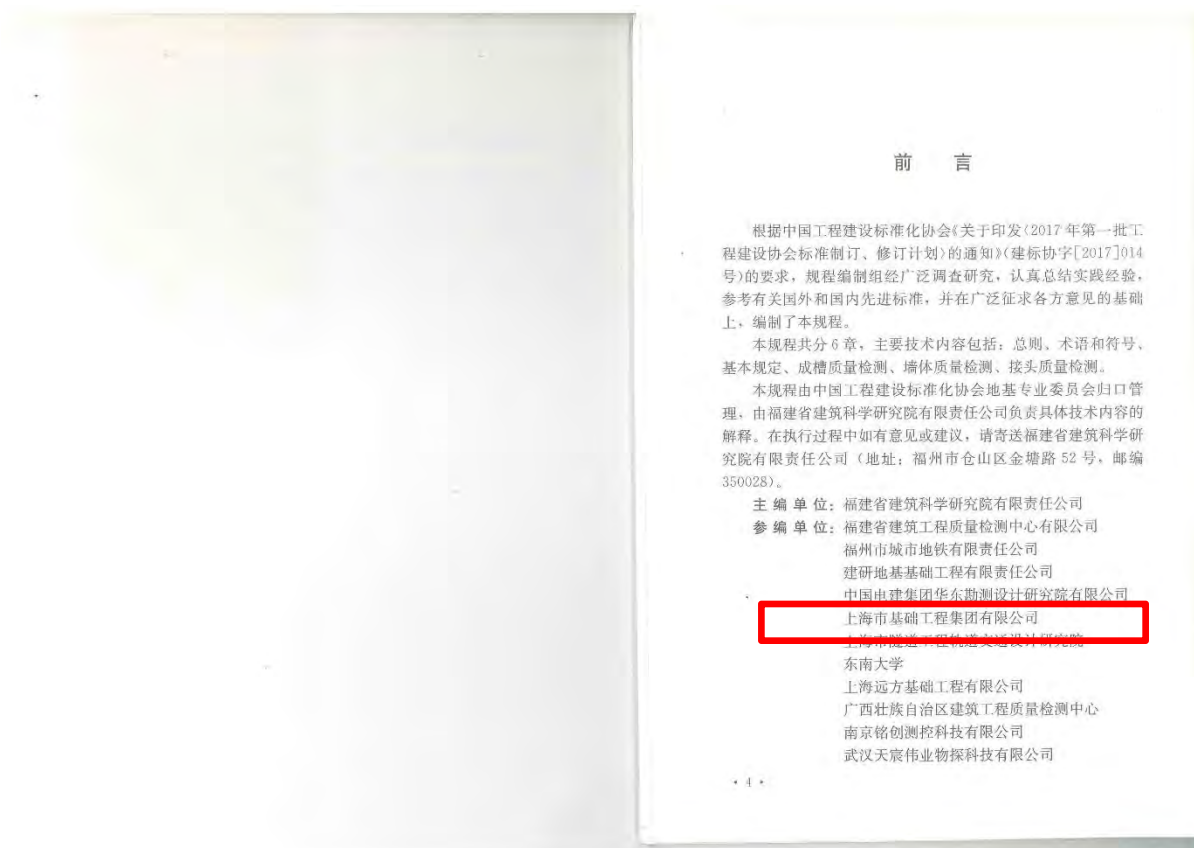 前 言
根据中国工程建设标准化协会《关于印发〈2017 年第一批工
程建设协会标准制订、修订计划〉的通知》(建标协字[2017]014
号)的要求，规程编制组经广泛调查研究，认真总结实践经验，
参考有关国外和国内先进标准，并在广泛征求各方意见的基础
上，编制了本规程。
本规程共分 6 章，主要技术内容包括：总则、术语和符号、
基本规定、成槽质量检测、墙体质量检测、接头质量检测。
本规程由中国工程建设标准化协会地基专业委员会归口管
理，由福建省建筑科学研究院有限责任公司负责具体技术内容的
解释。在执行过程中如有意见或建议，请寄送福建省建筑科学研
究院有限责任公司（地址：福州市仓山区金塘路 52 号，邮编
350028）。
主 编 单 位：福建省建筑科学研究院有限责任公司
参 编 单 位：福建省建筑工程质量检测中心有限公司
福州市城市地铁有限责任公司
建研地基基础工程有限责任公司
中国电建集团华东勘测设计研究院有限公司
上海市基础工程集团有限公司
上海市隧道工程轨道交通设计研究院
东南大学
上海远方基础工程有限公司
广西壮族自治区建筑工程质量检测中心
南京铭创测控科技有限公司
武汉天宸伟业物探科技有限公司
• 4 •